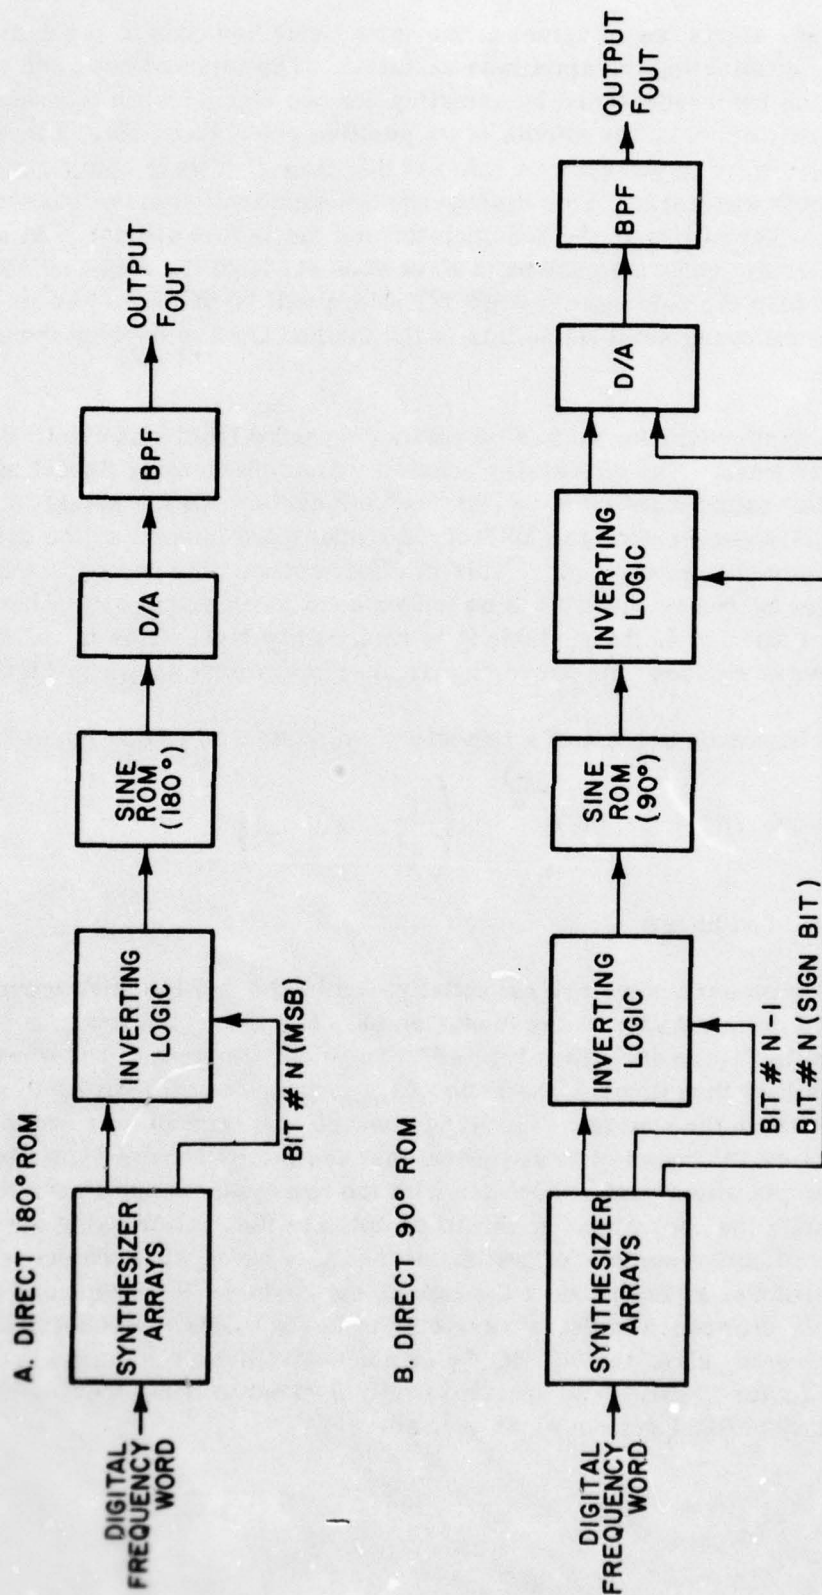 A. DIRECT 180° ROM
DIGITAL
FREQUENCY
WORD
SYNTHESIZER
ARRAYS
BIT # N (MSB)
INVERTING
LOGIC
SINE
ROM
(180°)
D/A
BPF
OUTPUT
FOUT
B. DIRECT 90° ROM
DIGITAL
FREQUENCY
WORD
SYNTHESIZER
ARRAYS
BIT # N-1
BIT # N (SIGN BIT)
INVERTING
LOGIC
SINE
ROM
(90°)
INVERTING
LOGIC
D/A
BPF
OUTPUT
FOUT